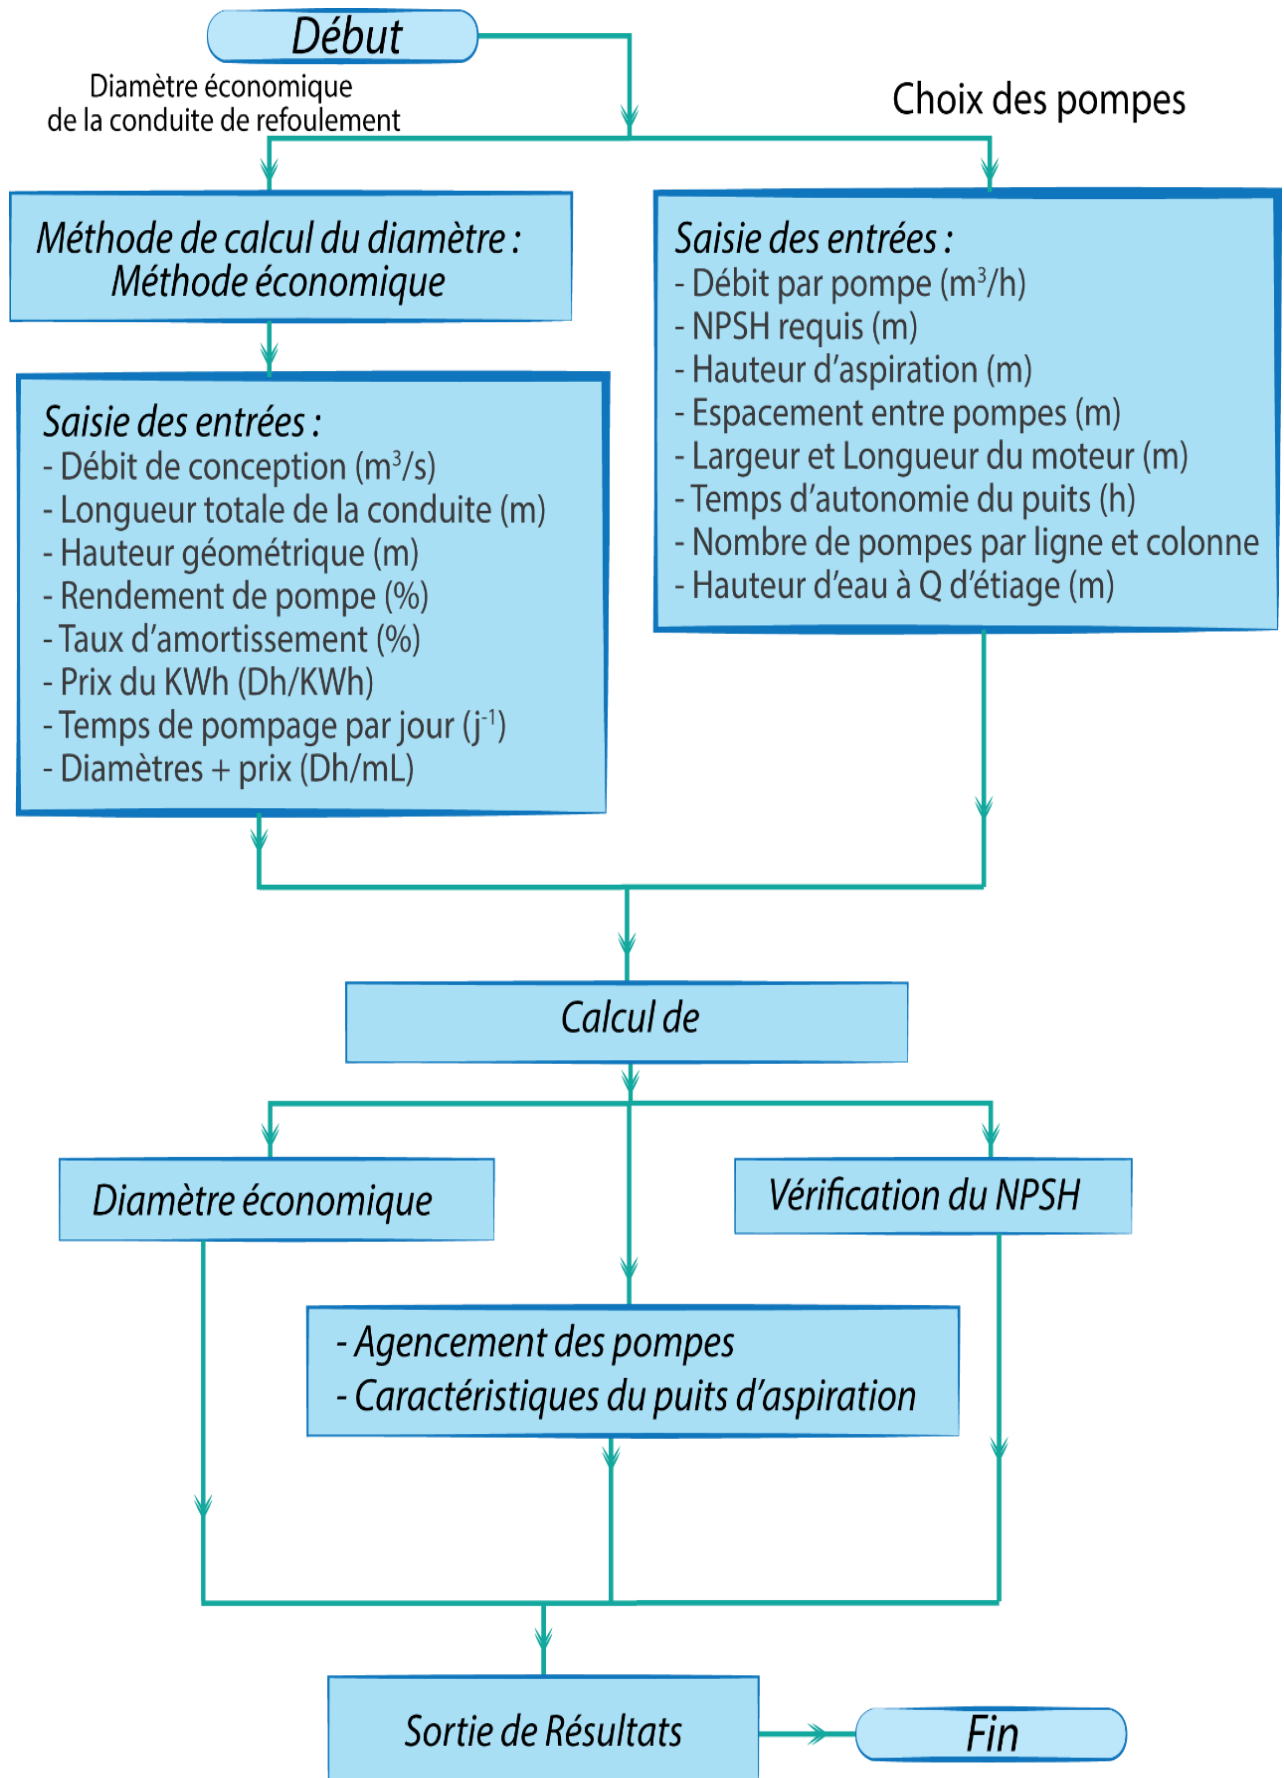 Début
Diamètre économique
de la conduite de refoulement
Choix des pompes
Méthode de calcul du diamètre :
Méthode économique
Saisie des entrées :
- Débit de conception (m³/s)
- Longueur totale de la conduite (m)
- Hauteur géométrique (m)
- Rendement de pompe (%)
- Taux d’amortissement (%)
- Prix du KWh (Dh/KWh)
- Temps de pompage par jour (j⁻¹)
- Diamètres + prix (Dh/mL)
Saisie des entrées :
- Débit par pompe (m³/h)
- NPSH requis (m)
- Hauteur d’aspiration (m)
- Espacement entre pompes (m)
- Largeur et Longueur du moteur (m)
- Temps d’autonomie du puits (h)
- Nombre de pompes par ligne et colonne
- Hauteur d’eau à Q d’étiage (m)
Calcul de
Diamètre économique
Vérification du NPSH
- Agencement des pompes
- Caractéristiques du puits d’aspiration
Sortie de Résultats
Fin